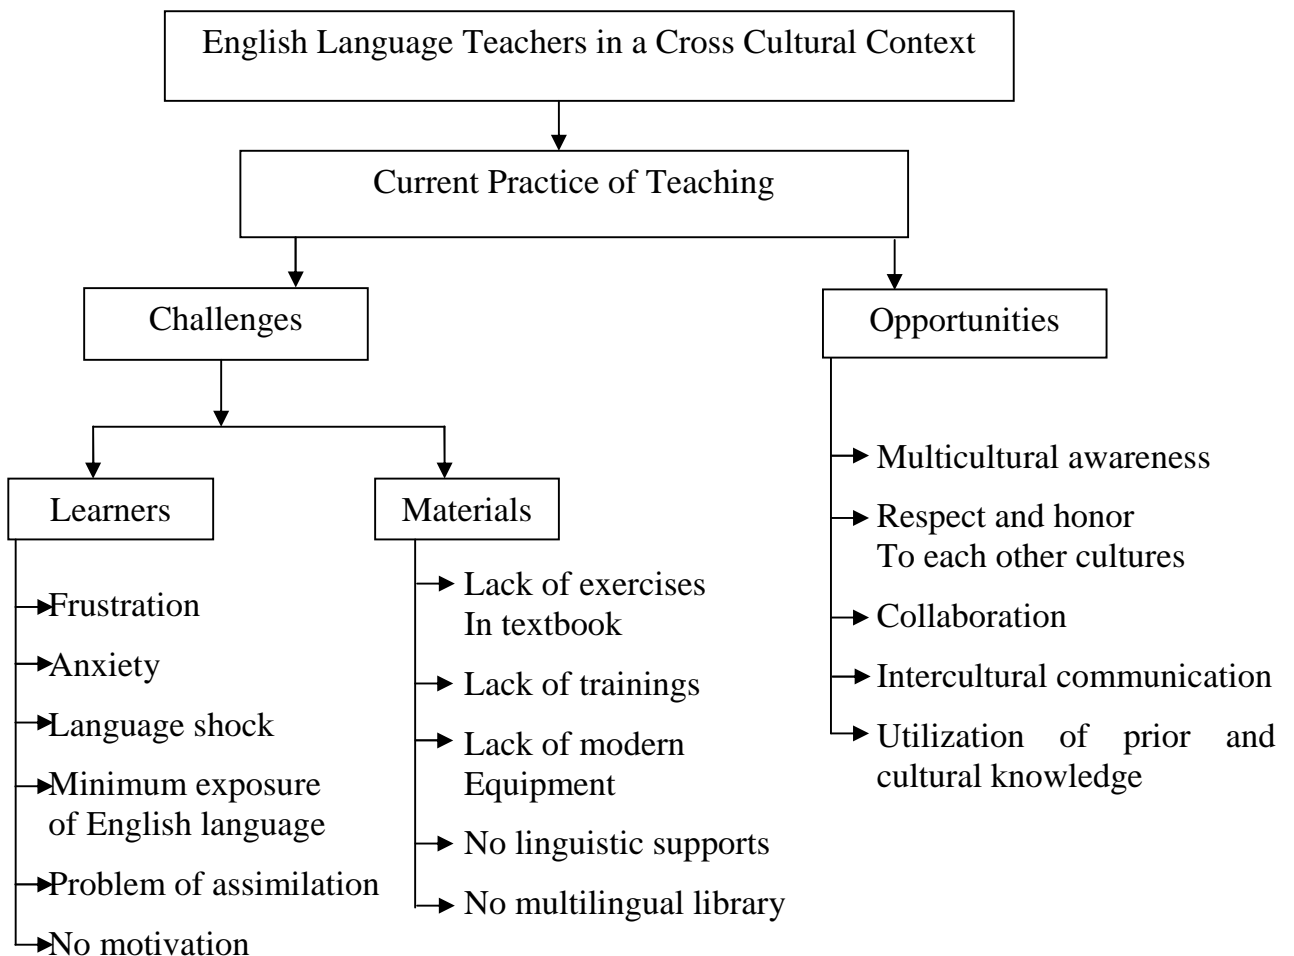 English Language Teachers in a Cross Cultural Context
Current Practice of Teaching
Challenges
Opportunities
Learners
Materials
Frustration
Anxiety
Language shock
Minimum exposure
of English language
Problem of assimilation
No motivation
Lack of exercises
In textbook
Lack of trainings
Lack of modern
Equipment
No linguistic supports
No multilingual library
Multicultural awareness
Respect and honor
To each other cultures
Collaboration
Intercultural communication
Utilization of prior and
cultural knowledge